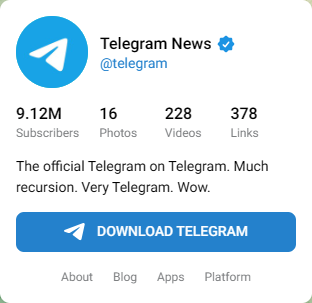 Telegram News
@telegram
9.12M 16 228 378
Subscribers Photos Videos Links
The official Telegram on Telegram. Much
recursion. Very Telegram. Wow.
DOWNLOAD TELEGRAM
About Blog Apps Platform